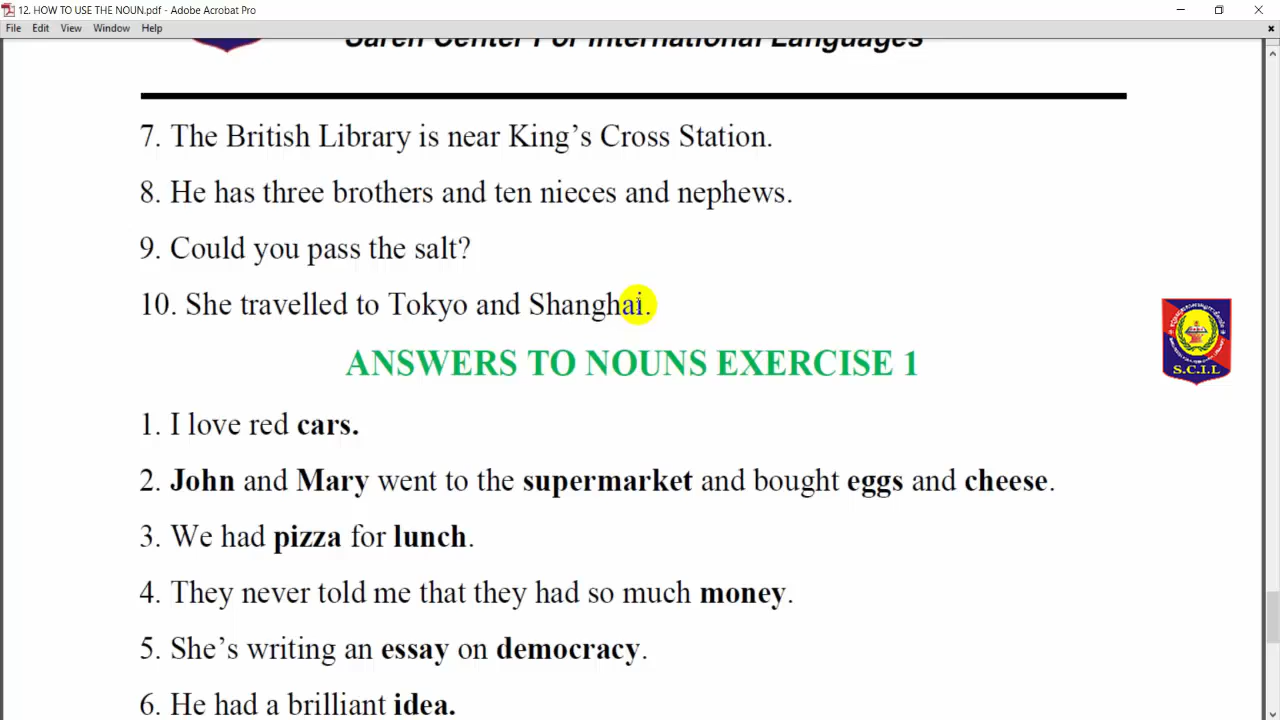 12. HOW TO USE THE NOUN.pdf - Adobe Acrobat Pro
File Edit View Window Help
Saren Center For International Languages
7. The British Library is near King’s Cross Station.
8. He has three brothers and ten nieces and nephews.
9. Could you pass the salt?
10. She travelled to Tokyo and Shanghai.
ANSWERS TO NOUNS EXERCISE 1
S.C.I.L
1. I love red cars.
2. John and Mary went to the supermarket and bought eggs and cheese.
3. We had pizza for lunch.
4. They never told me that they had so much money.
5. She’s writing an essay on democracy.
6. He had a brilliant idea.